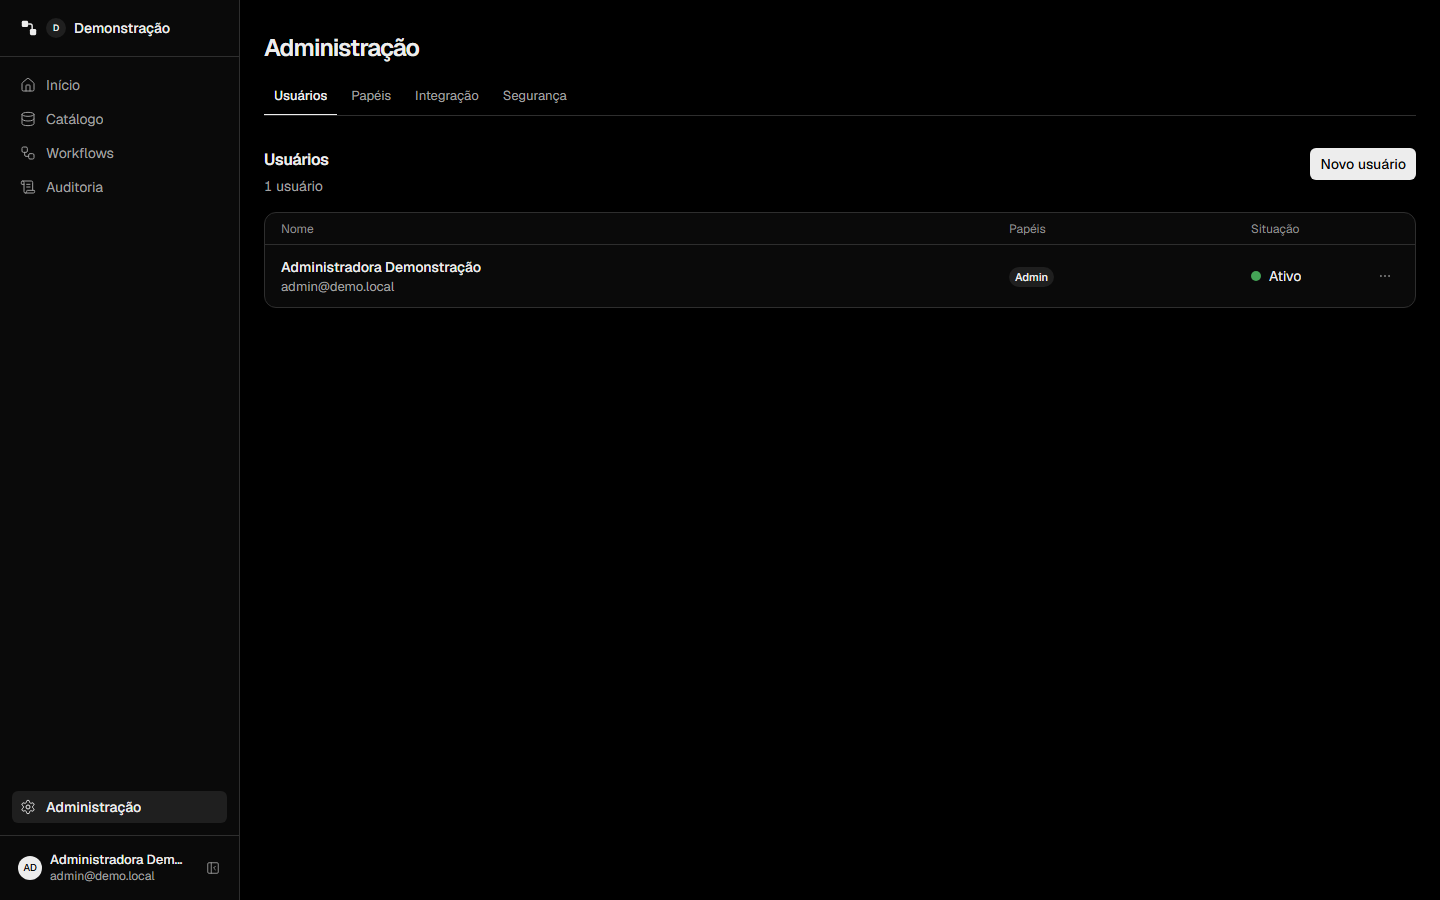 D Demonstração
Início
Catálogo
Workflows
Auditoria
Administração
AD
Administradora Dem...
admin@demo.local
Administração
Usuários Papéis Integração Segurança
Usuários
1 usuário
Novo usuário
Nome Papéis Situação
Administradora Demonstração
admin@demo.local
Admin
Ativo